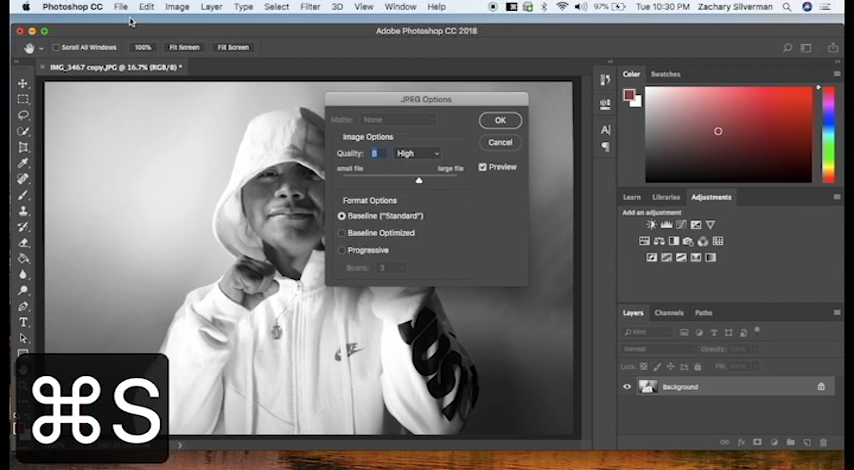 Photoshop CC File Edit Image Layer Type Select Filter 3D View Window Help 97% Tue 10:30 PM Zachary Silverman
Adobe Photoshop CC 2018
Scroll All Windows 100% Fit Screen Fill Screen
× IMG_3467 copy.JPG @ 16.7% (RGB/8) *
JPEG Options
Matte: None
OK
Image Options
Quality: 8 High
Cancel
small file large file
Preview
Format Options
Baseline ("Standard")
Baseline Optimized
Progressive
Scans: 3
Color Swatches
Learn Libraries Adjustments
Add an adjustment
Layers Channels Paths
Kind
Normal Opacity: 100%
Lock: Fill: 100%
Background
fx
NIKE
⌘S